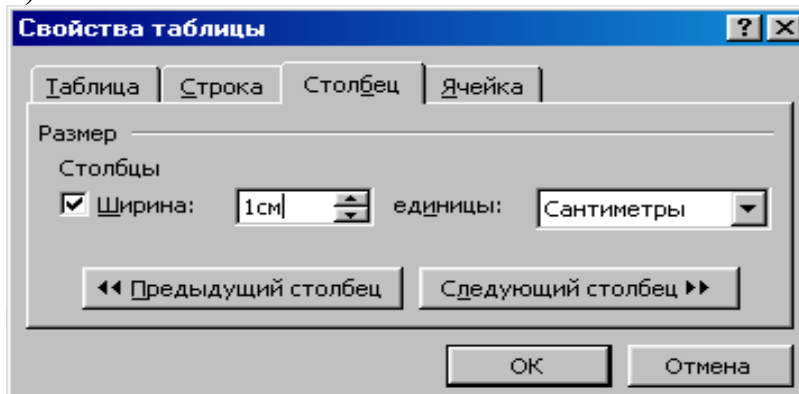 )
Свойства таблицы ? ×
Таблица Строка Столбец Ячейка
Размер
Столбцы
Ширина: 1см единицы: Сантиметры
Предыдущий столбец Следующий столбец
ОК Отмена